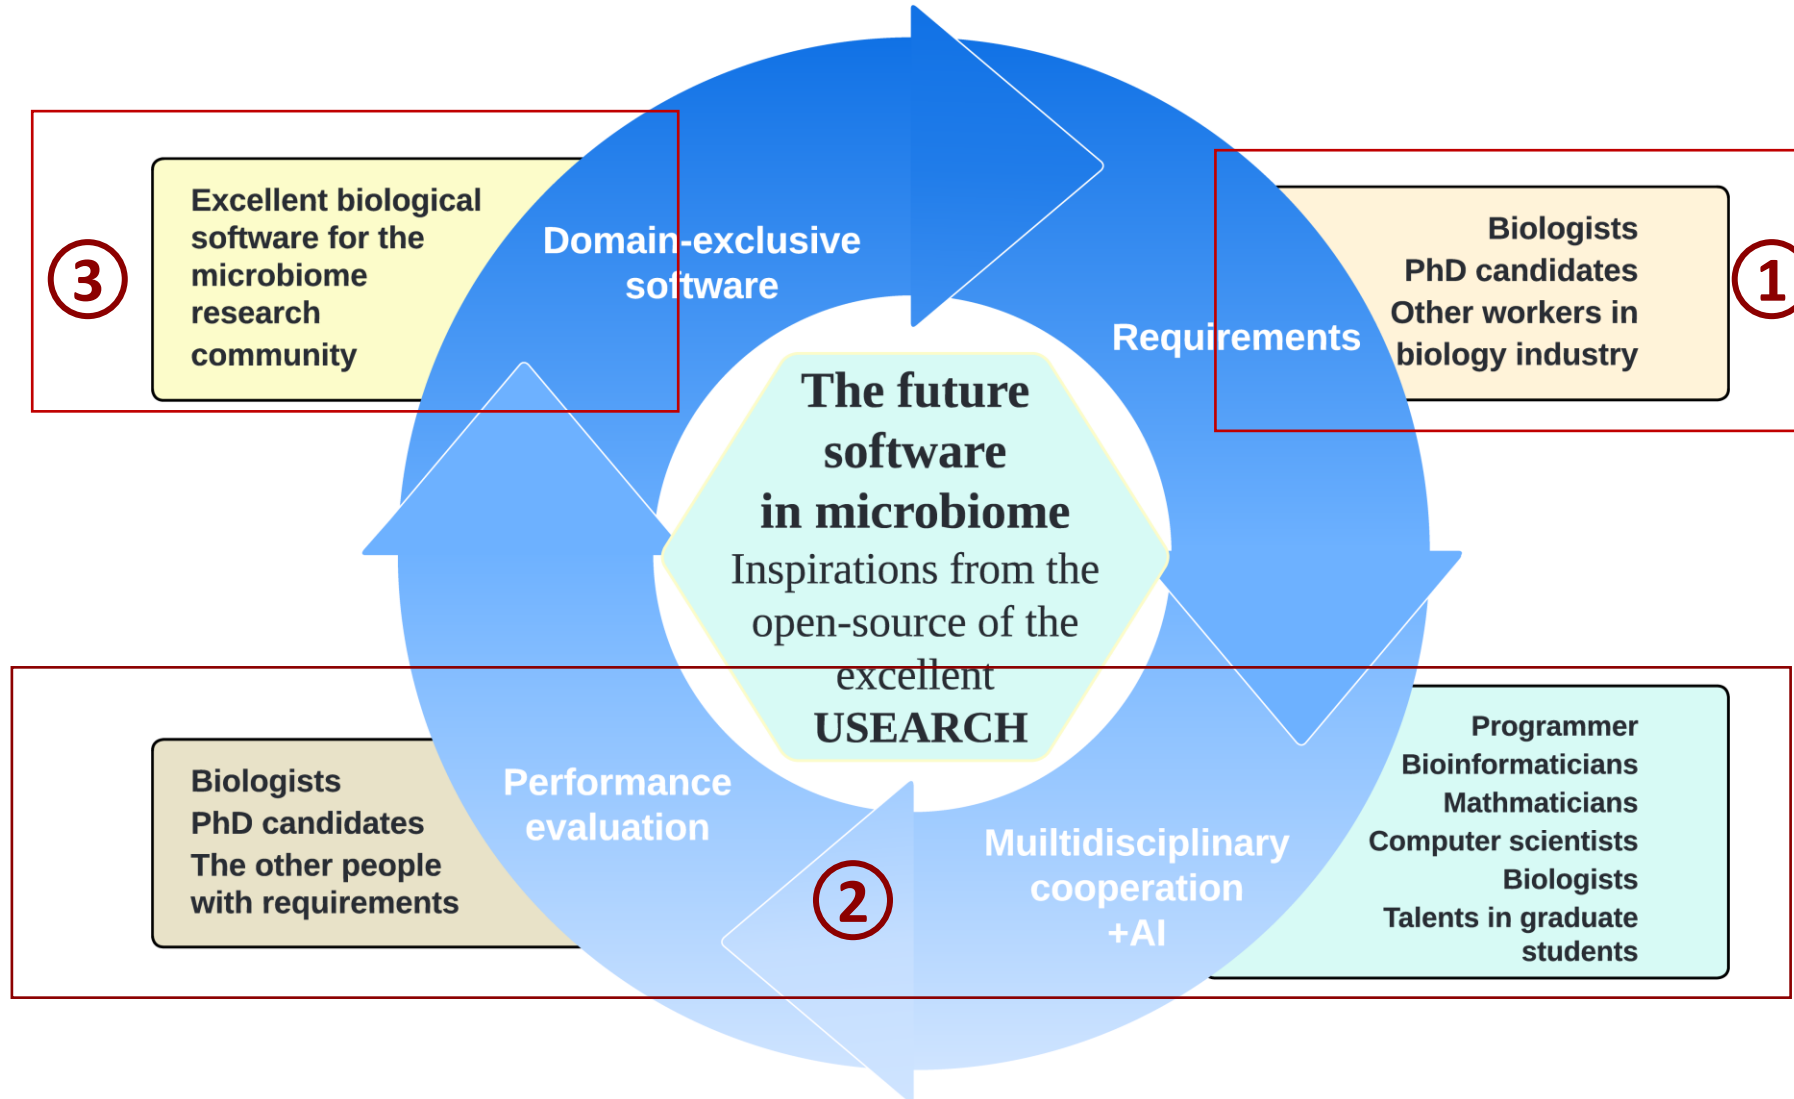 ③
Excellent biological
software for the
microbiome
research
community
Domain-exclusive
software
Requirements
Biologists
PhD candidates
Other workers in
biology industry
①
The future
software
in microbiome
Inspirations from the
open-source of the
excellent
USEARCH
Biologists
PhD candidates
The other people
with requirements
Performance
evaluation
②
Muiltidisciplinary
cooperation
+AI
Programmer
Bioinformaticians
Mathmaticians
Computer scientists
Biologists
Talents in graduate
students